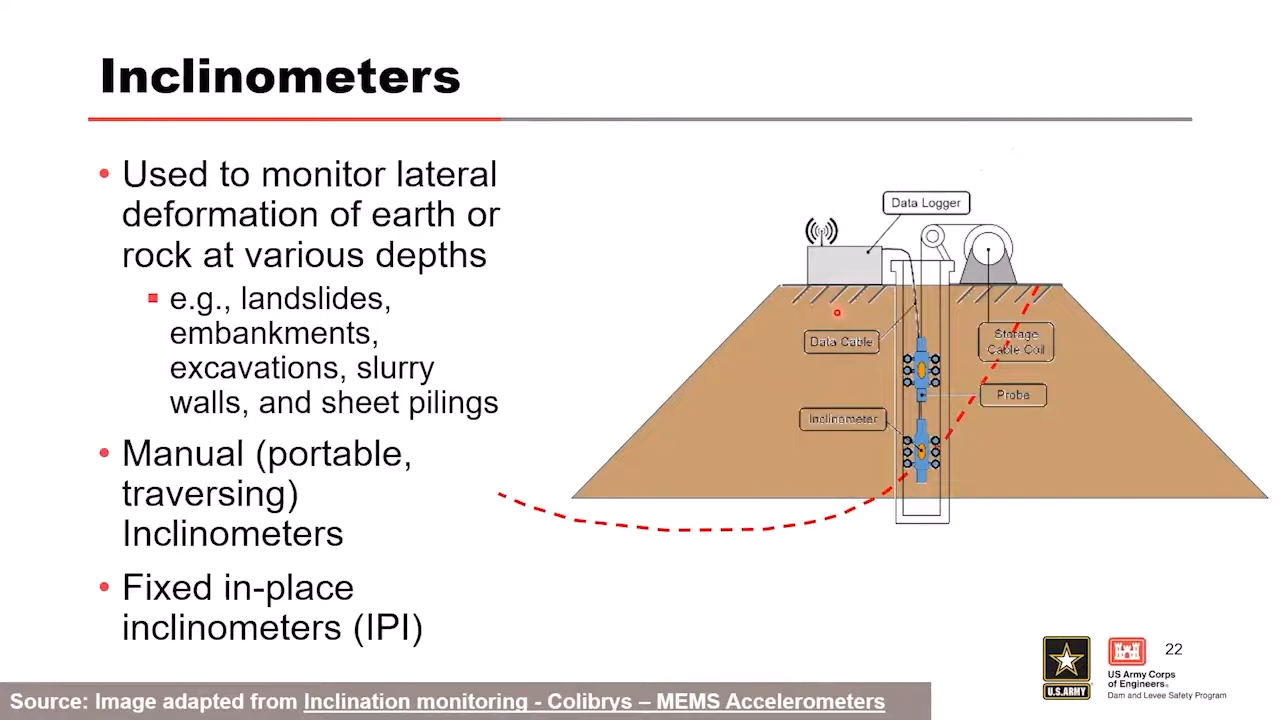 Inclinometers
• Used to monitor lateral
deformation of earth or
rock at various depths
▪ e.g., landslides,
embankments,
excavations, slurry
walls, and sheet pilings
• Manual (portable,
traversing)
Inclinometers
• Fixed in-place
inclinometers (IPI)
Data Logger
Data Cable
Storage
Cable Coil
Probe
Inclinometer
U.S. ARMY
US Army Corps
of Engineers®
Dam and Levee Safety Program
22
Source: Image adapted from Inclination monitoring - Colibrys – MEMS Accelerometers